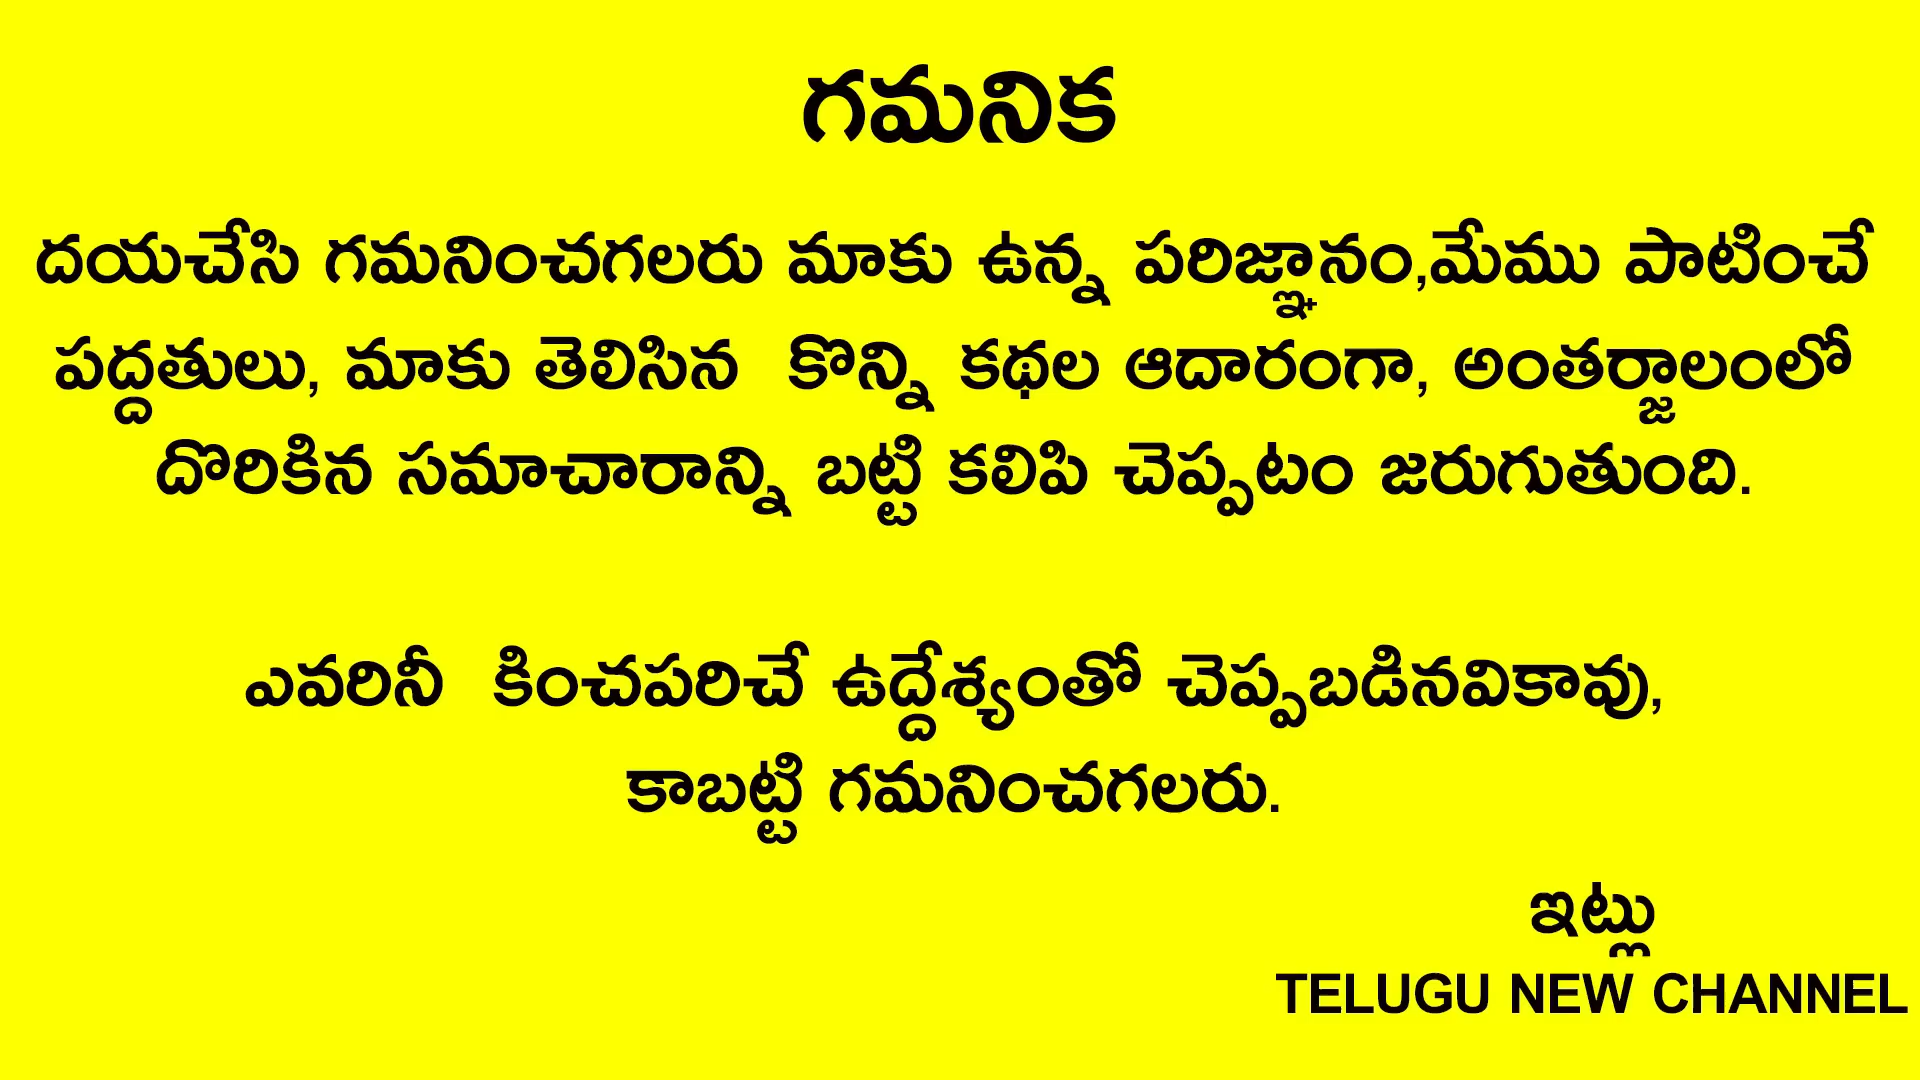 గమనిక
దయచేసి గమనించగలరు మాకు ఉన్న పరిజ్ఞానం,మేము పాటించే
పద్దతులు, మాకు తెలిసిన కొన్ని కథల ఆదారంగా, అంతర్జాలంలో
దొరికిన సమాచారాన్ని బట్టి కలిపి చెప్పటం జరుగుతుంది.
ఎవరినీ కించపరిచే ఉద్దేశ్యంతో చెప్పబడినవికావు,
కాబట్టి గమనించగలరు.
ఇట్లు
TELUGU NEW CHANNEL